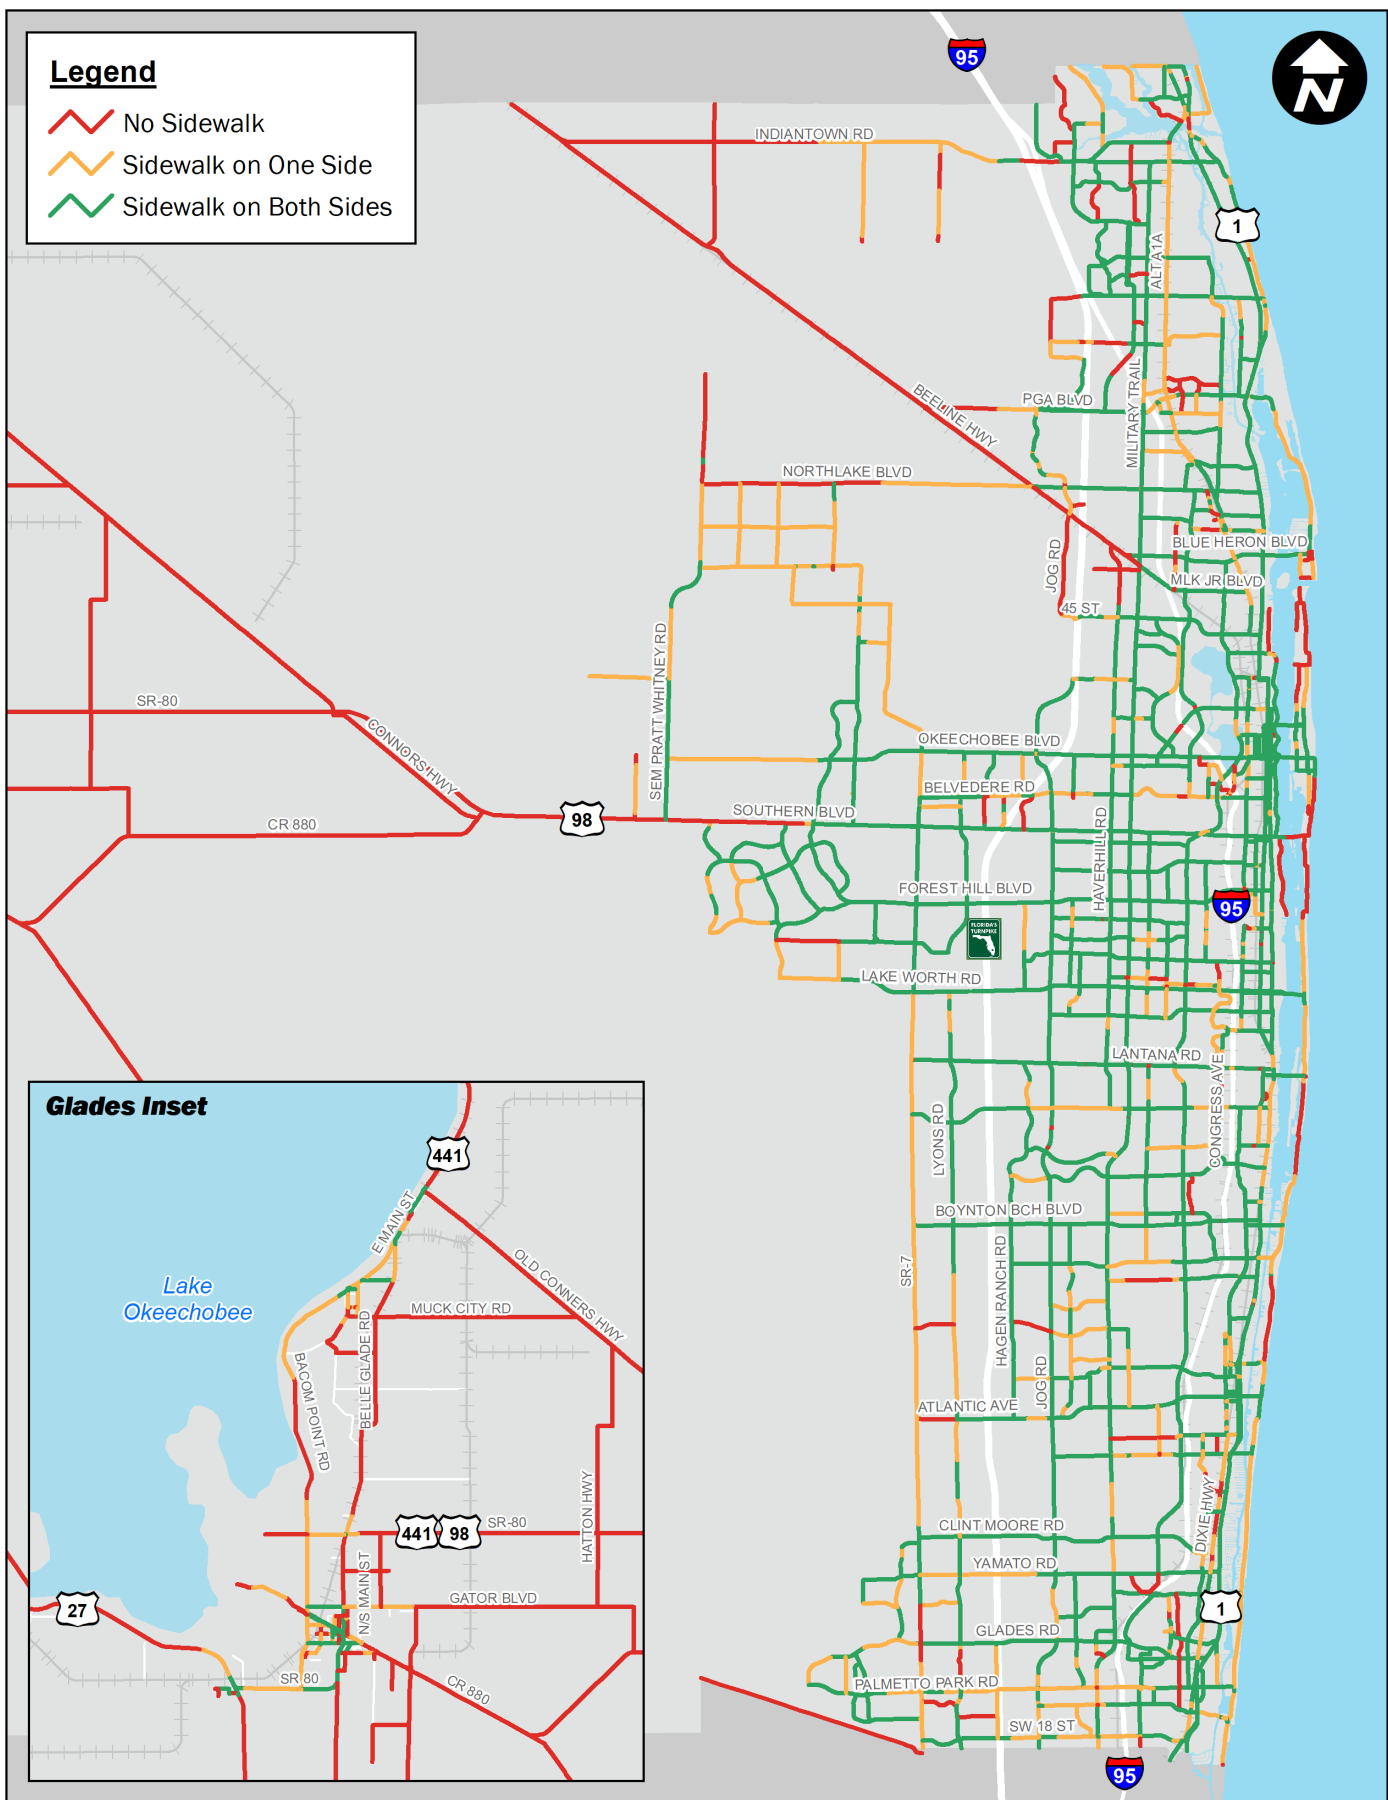 Legend
No Sidewalk
Sidewalk on One Side
Sidewalk on Both Sides
95
N
INDIANTOWN RD
1
ALT A1A
BEELINE HWY
PGA BLVD
MILITARY TRAIL
NORTHLAKE BLVD
BLUE HERON BLVD
JOG RD
MLK JR BLVD
45 ST
SEM PRATT WHITNEY RD
SR-80
CONNORS HWY
OKEECHOBEE BLVD
BELVEDERE RD
98
SOUTHERN BLVD
CR 880
HAVERHILL RD
FOREST HILL BLVD
95
FLORIDA'S
TURNPIKE
LAKE WORTH RD
LANTANA RD
CONGRESS AVE
LYONS RD
BOYNTON BCH BLVD
SR-7
HAGEN RANCH RD
JOG RD
ATLANTIC AVE
DIXIE HWY
CLINT MOORE RD
YAMATO RD
1
GLADES RD
PALMETTO PARK RD
SW 18 ST
95
Glades Inset
441
E MAIN ST
OLD CONNERS HWY
Lake
Okeechobee
MUCK CITY RD
BELLE GLADE RD
BACOM POINT RD
HATTON HWY
441
98
SR-80
N/S MAIN ST
GATOR BLVD
27
SR 80
CR 880